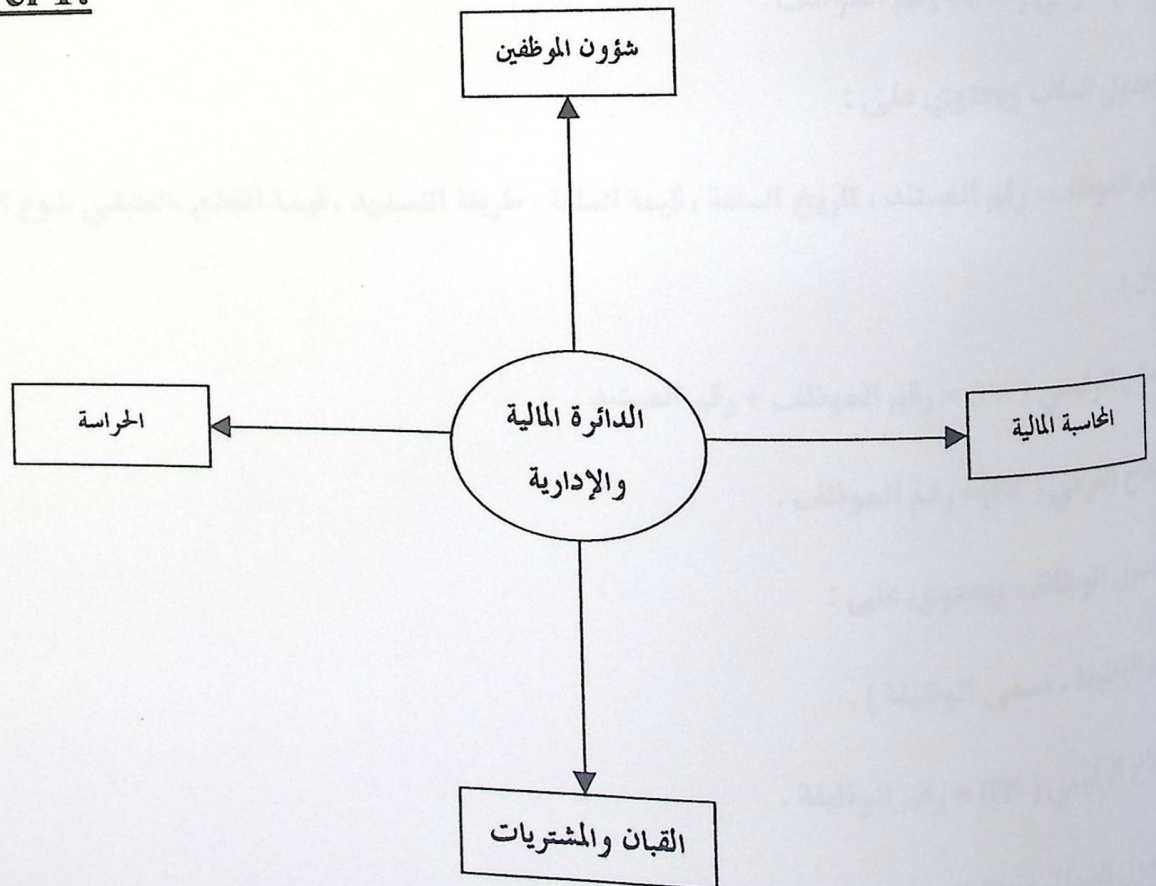 شؤون الموظفين
الدائرة المالية
والإدارية
المحاسبة المالية
الحراسة
القبان والمشتريات